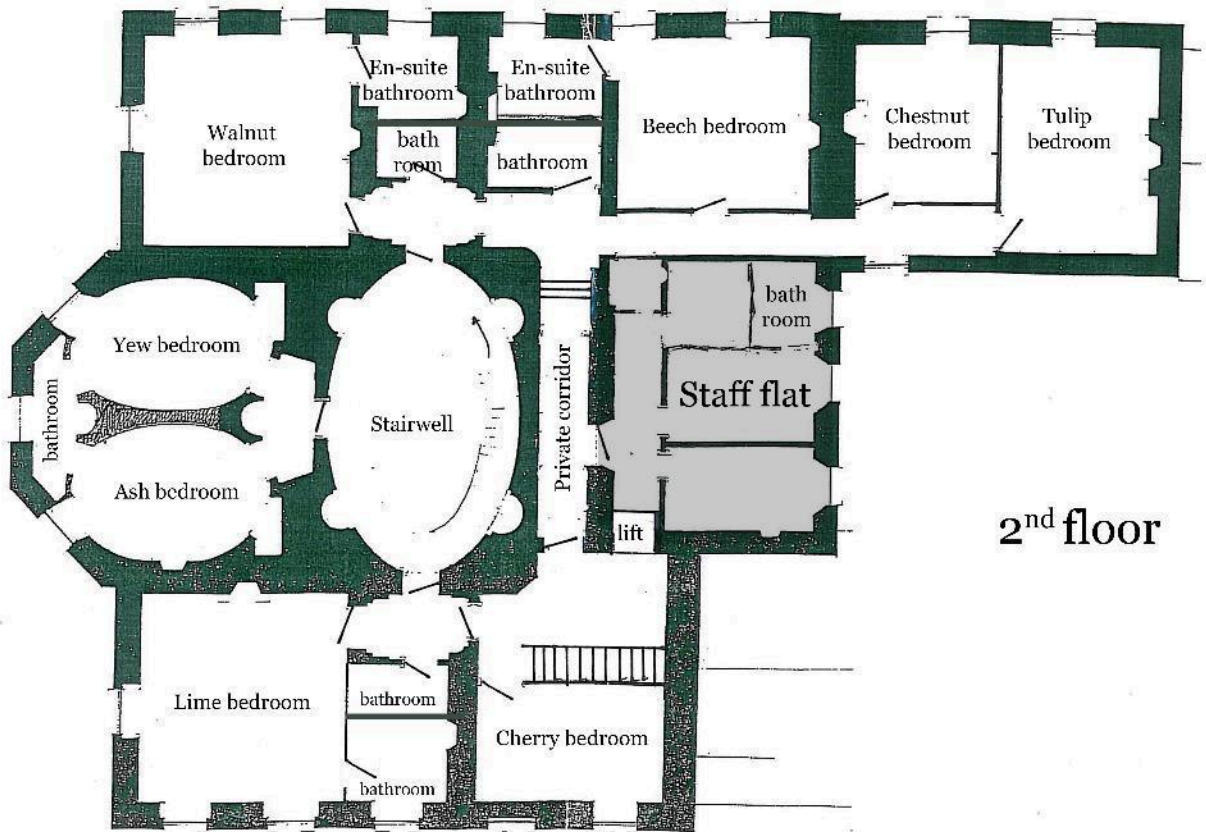 En-suite
bathroom
En-suite
bathroom
Walnut
bedroom
bath
room
bathroom
Beech bedroom
Chestnut
bedroom
Tulip
bedroom
Yew bedroom
bathroom
Ash bedroom
Stairwell
Private corridor
bath
room
Staff flat
lift
2nd floor
Lime bedroom
bathroom
bathroom
Cherry bedroom